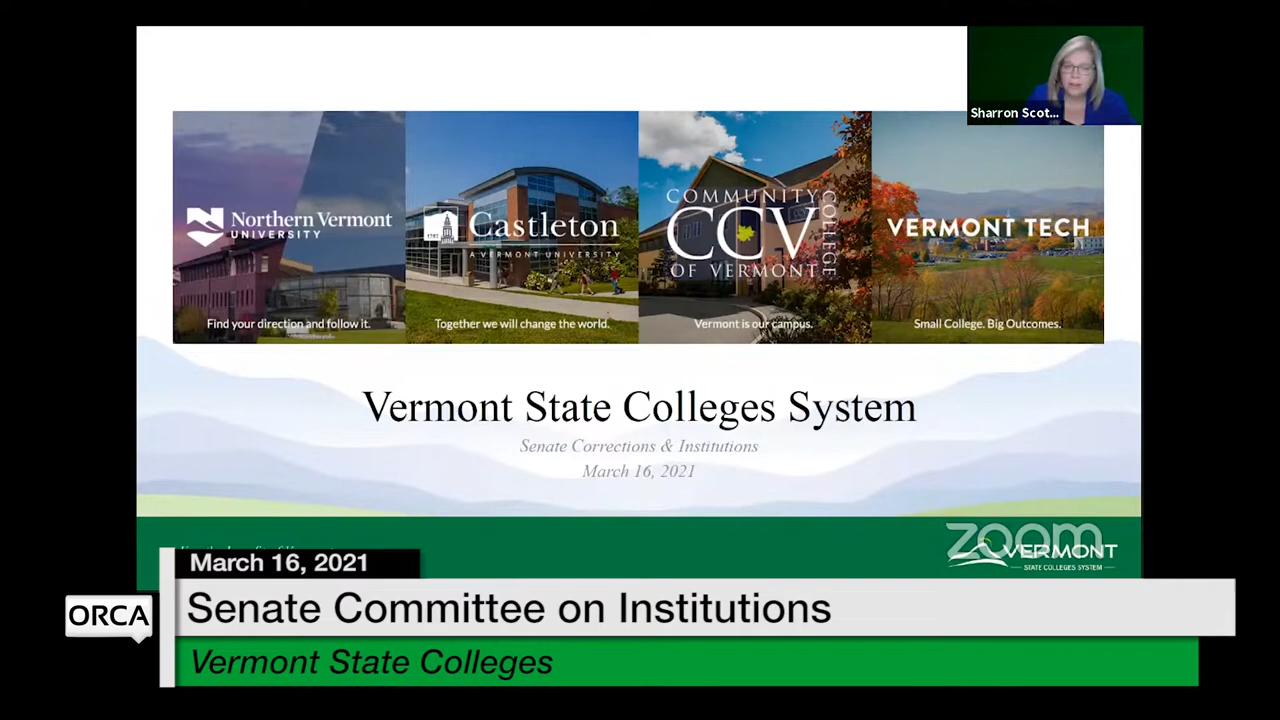 Sharron Scot...
Northern Vermont
UNIVERSITY
Find your direction and follow it.
1787
Castleton
A VERMONT UNIVERSITY
Together we will change the world.
COMMUNITY
COLLEGE
CCV
OF VERMONT
Vermont is our campus.
VERMONT TECH
Small College. Big Outcomes.
Vermont State Colleges System
Senate Corrections & Institutions
March 16, 2021
zoom
VERMONT
STATE COLLEGES SYSTEM
March 16, 2021
ORCA
Senate Committee on Institutions
Vermont State Colleges